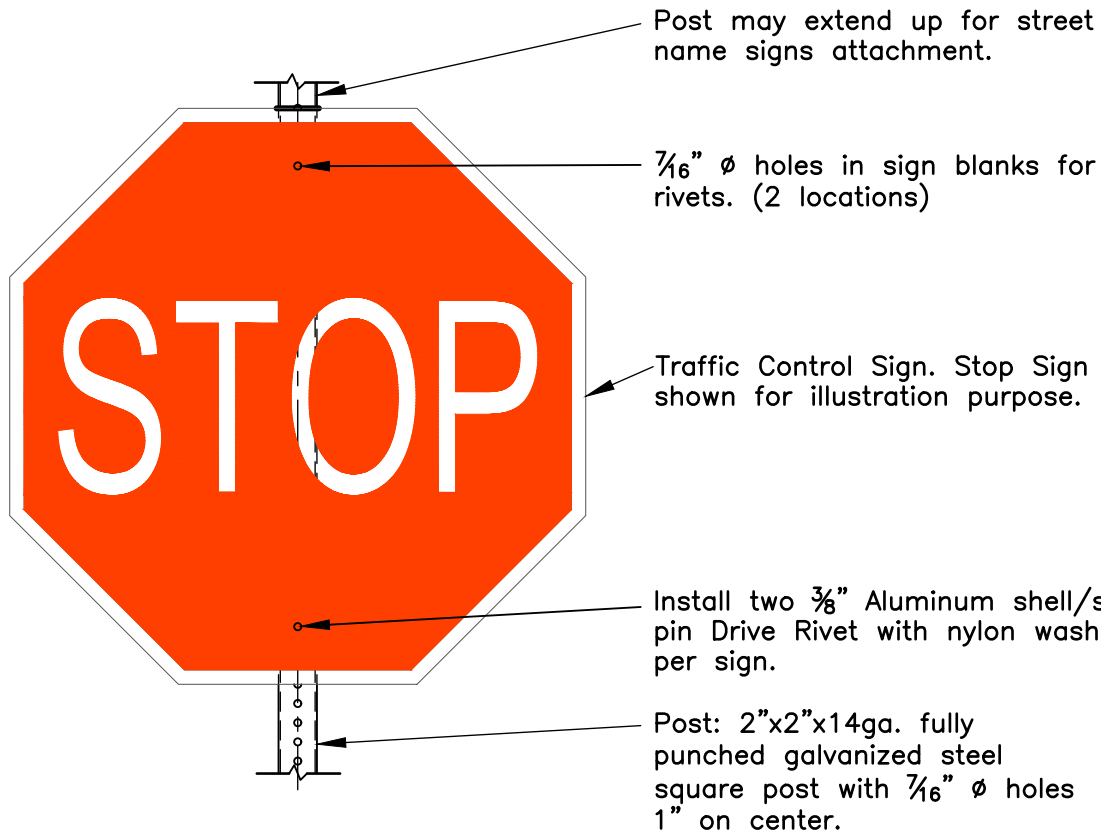 Post may extend up for street
name signs attachment.
7/16" ø holes in sign blanks for
rivets. (2 locations)
STOP
Traffic Control Sign. Stop Sign
shown for illustration purpose.
Install two 3/8" Aluminum shell/s
pin Drive Rivet with nylon wash
per sign.
Post: 2"x2"x14ga. fully
punched galvanized steel
square post with 7/16" ø holes
1" on center.